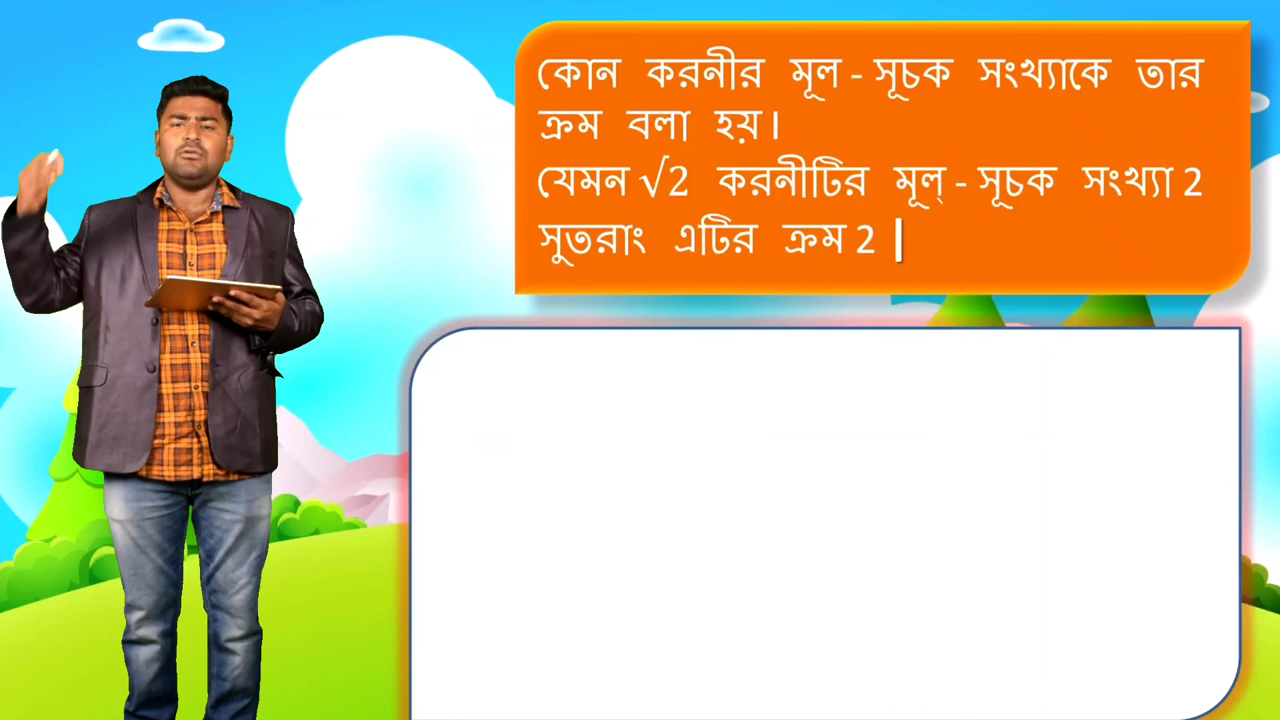 কোন করনীর মূল - সূচক সংখ্যাকে তার
ক্রম বলা হয়।
যেমন √2 করনীটির মূল্ - সূচক সংখ্যা 2
সুতরাং এটির ক্রম 2